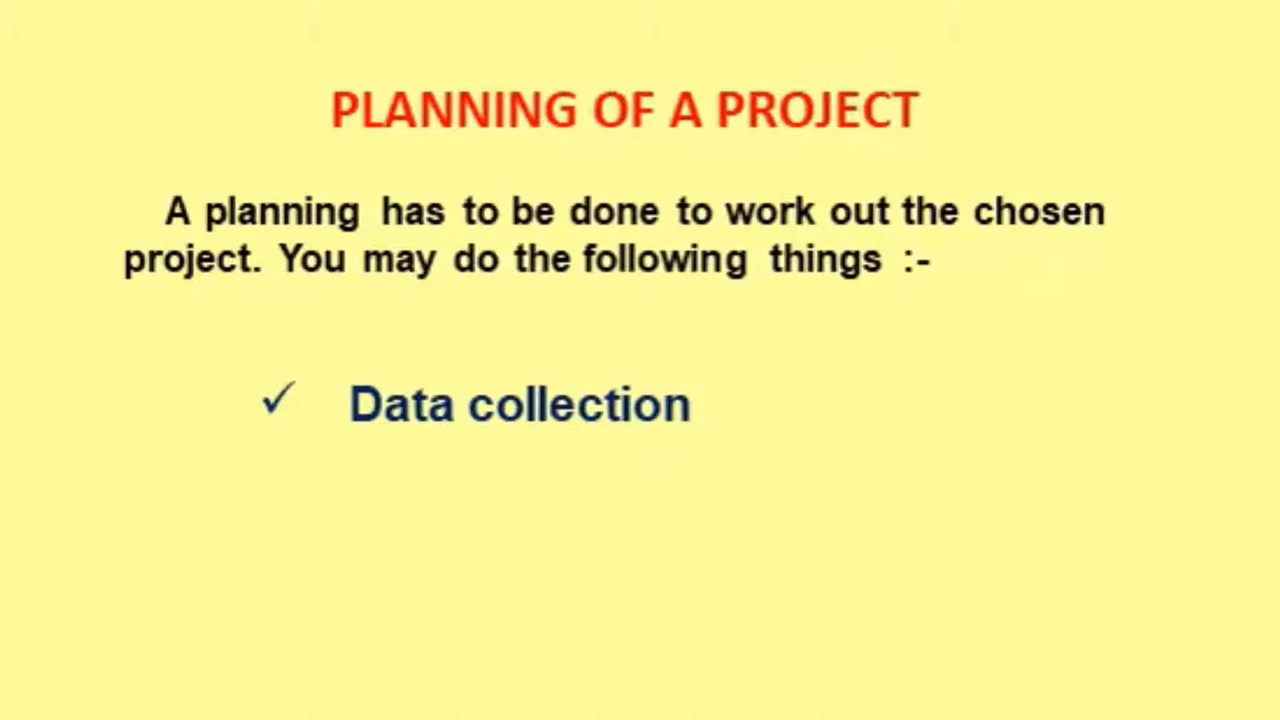 PLANNING OF A PROJECT
A planning has to be done to work out the chosen
project. You may do the following things :-
✓ Data collection